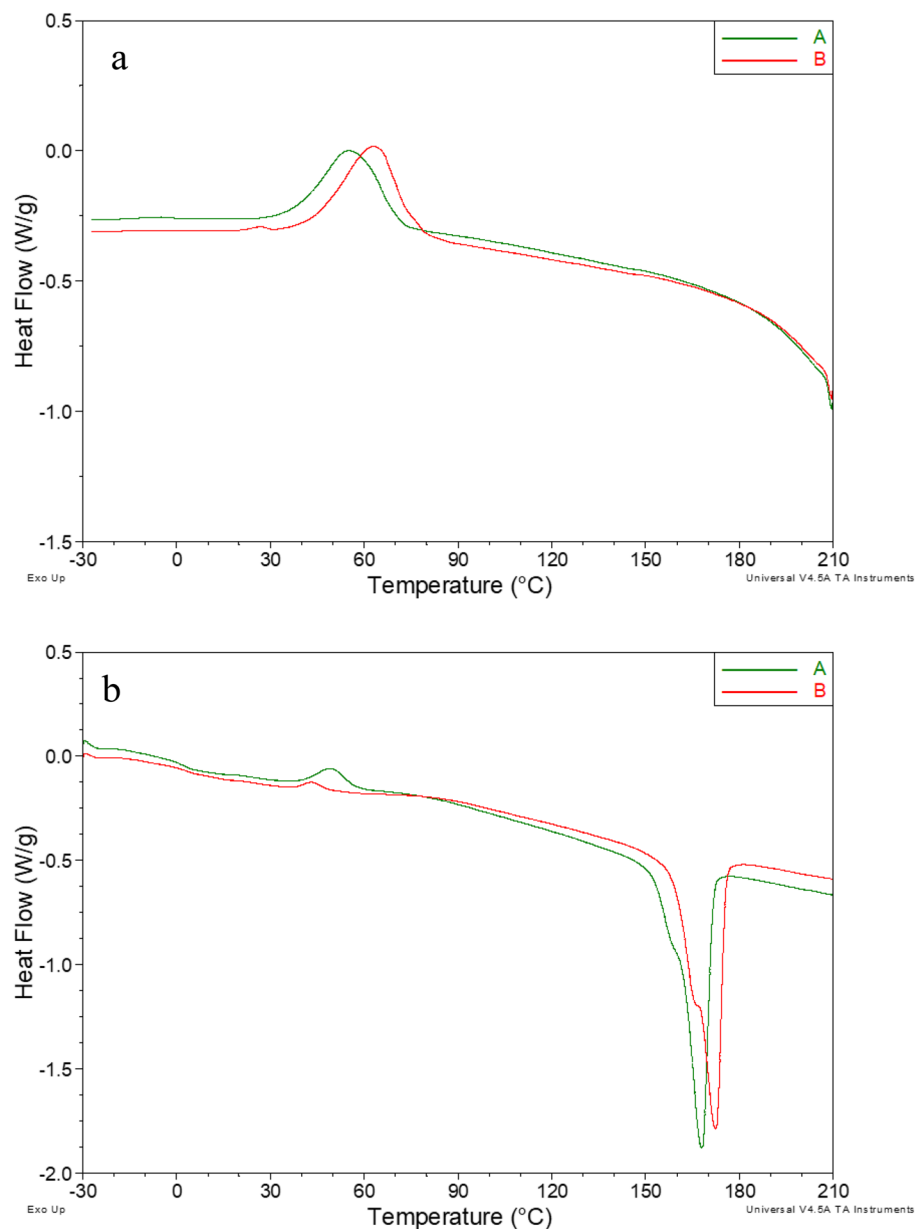 a
A
B
0.5
0.0
-0.5
-1.0
-1.5
Heat Flow (W/g)
-30 0 30 60 90 120 150 180 210
Exo Up
Temperature (°C)
Universal V4.5A TA Instruments
b
A
B
0.5
0.0
-0.5
-1.0
-1.5
-2.0
Heat Flow (W/g)
-30 0 30 60 90 120 150 180 210
Exo Up
Temperature (°C)
Universal V4.5A TA Instruments